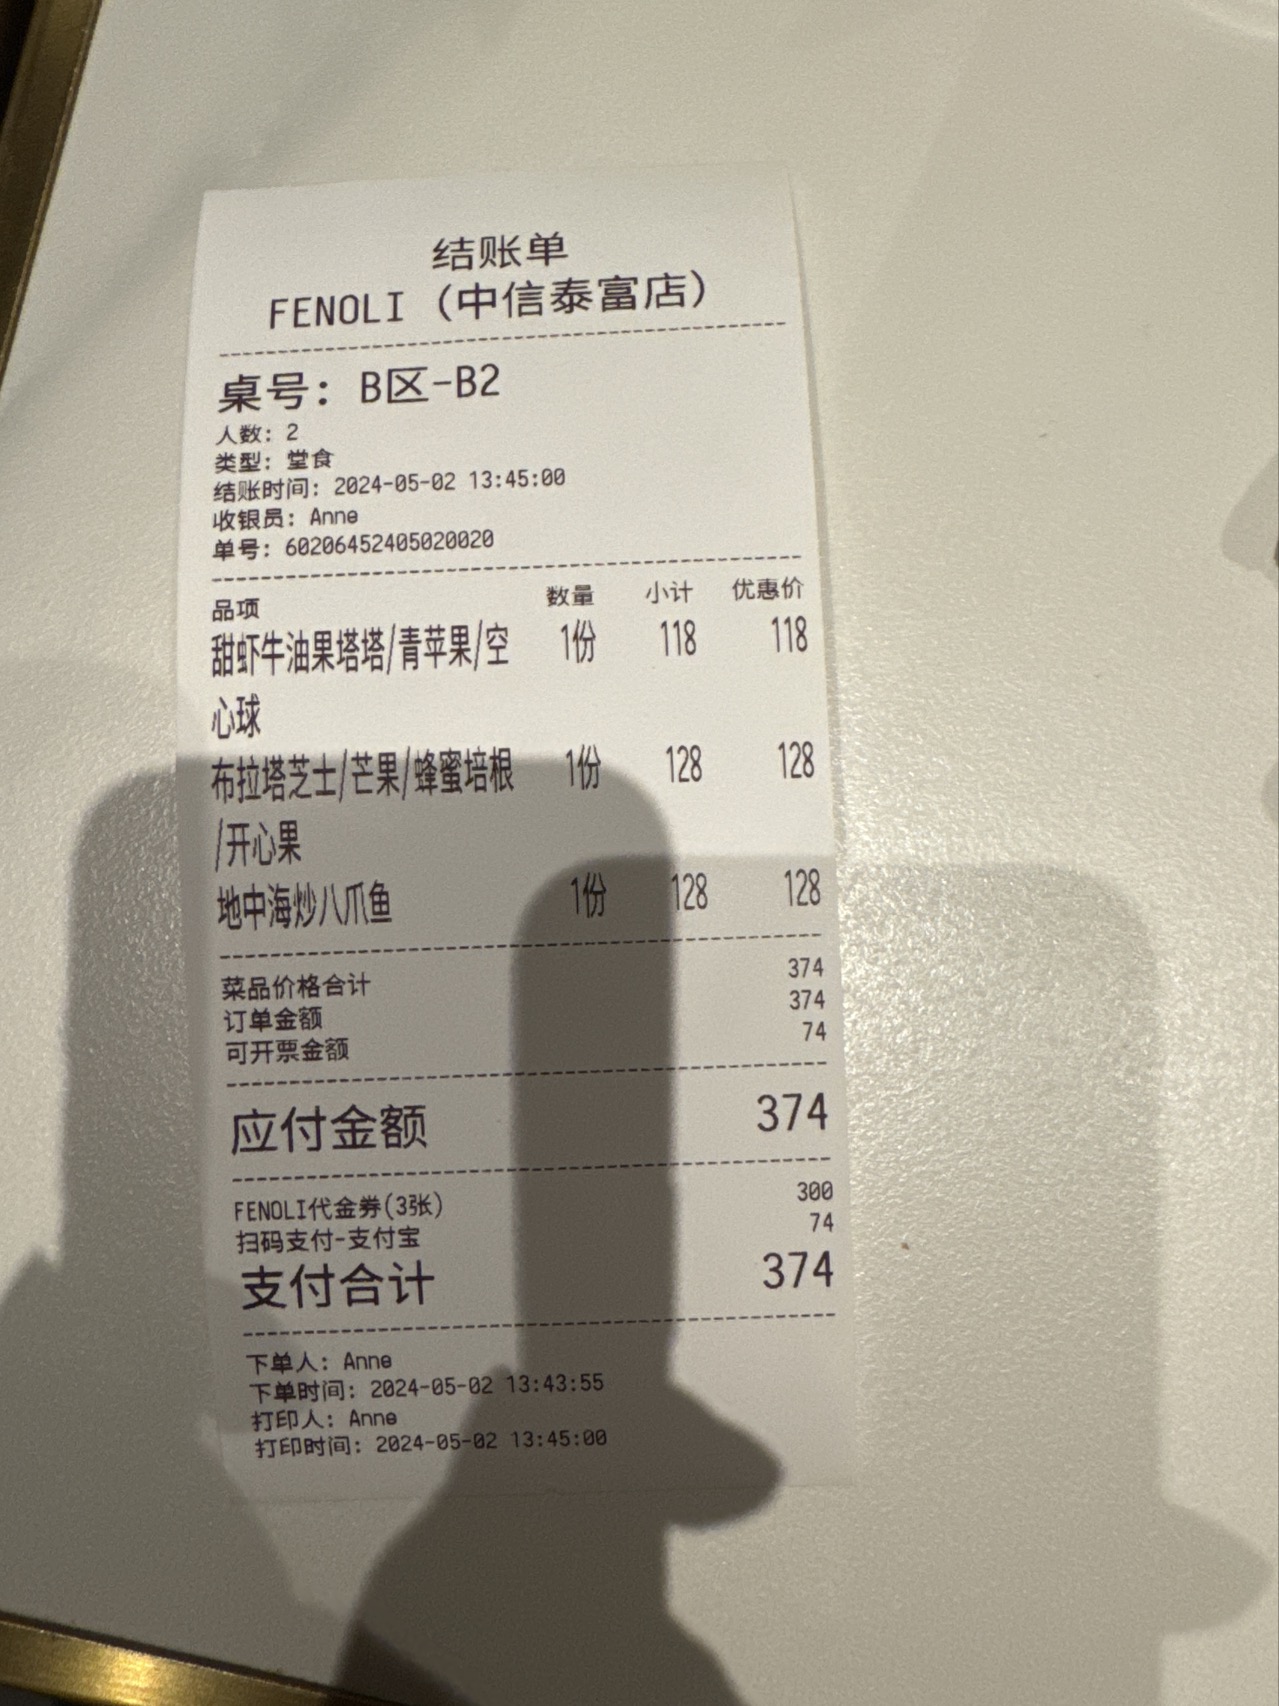 结账单
FENOLI (中信泰富店)
桌号: B区-B2
人数: 2
类型: 堂食
结账时间: 2024-05-02 13:45:00
收银员: Anne
单号: 602064524050200​20
品项 数量 小计 优惠价
甜虾牛油果塔塔/青苹果/空 1份 118 118
心球
布拉塔芝士/芒果/蜂蜜培根 1份 128 128
/开心果
地中海炒八爪鱼 1份 128 128
菜品价格合计 374
订单金额 374
可开票金额 74
应付金额 374
FENOLI代金券(3张) 300
扫码支付-支付宝 74
支付合计 374
下单人: Anne
下单时间: 2024-05-02 13:43:55
打印人: Anne
打印时间: 2024-05-02 13:45:00